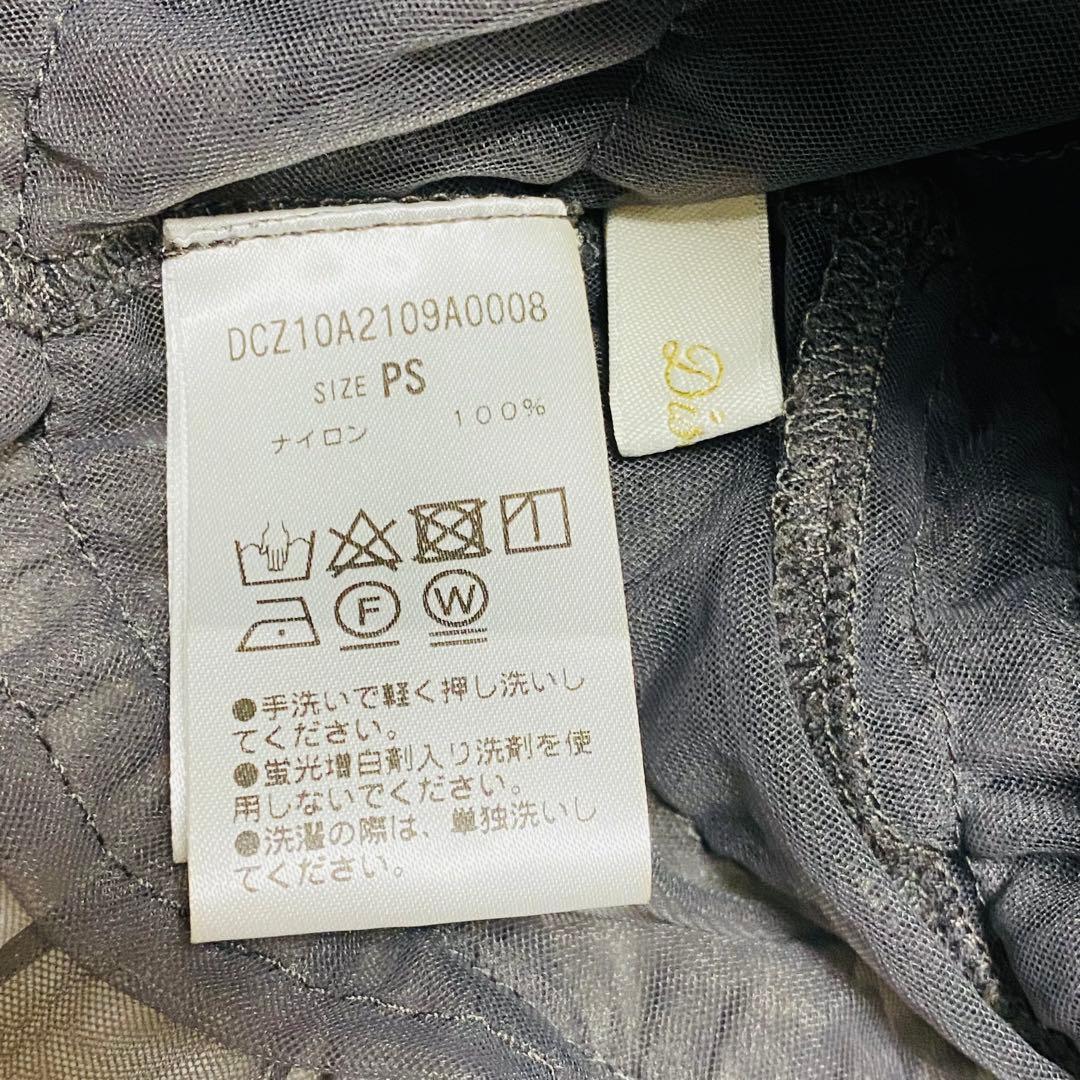 DCZ10A2109A0008
SIZE PS
ナイロン 100%
F W
●手洗いで軽く押し洗いし
てください。
●蛍光増白剤入り洗剤を使
用しないでください。
●洗濯の際は、単独洗いし
てください。
Dis